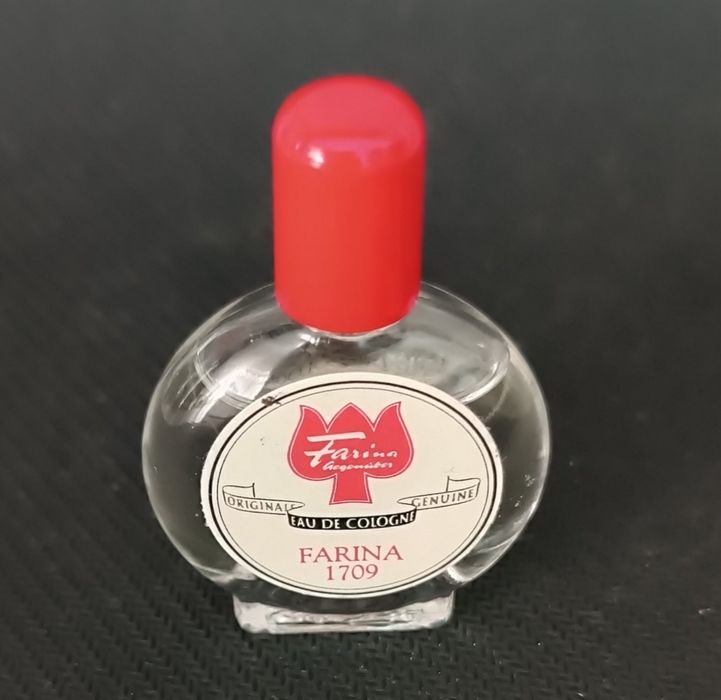 Farina
Gegenüber
ORIGINALE
EAU DE COLOGNE
GENUINE
FARINA
1709